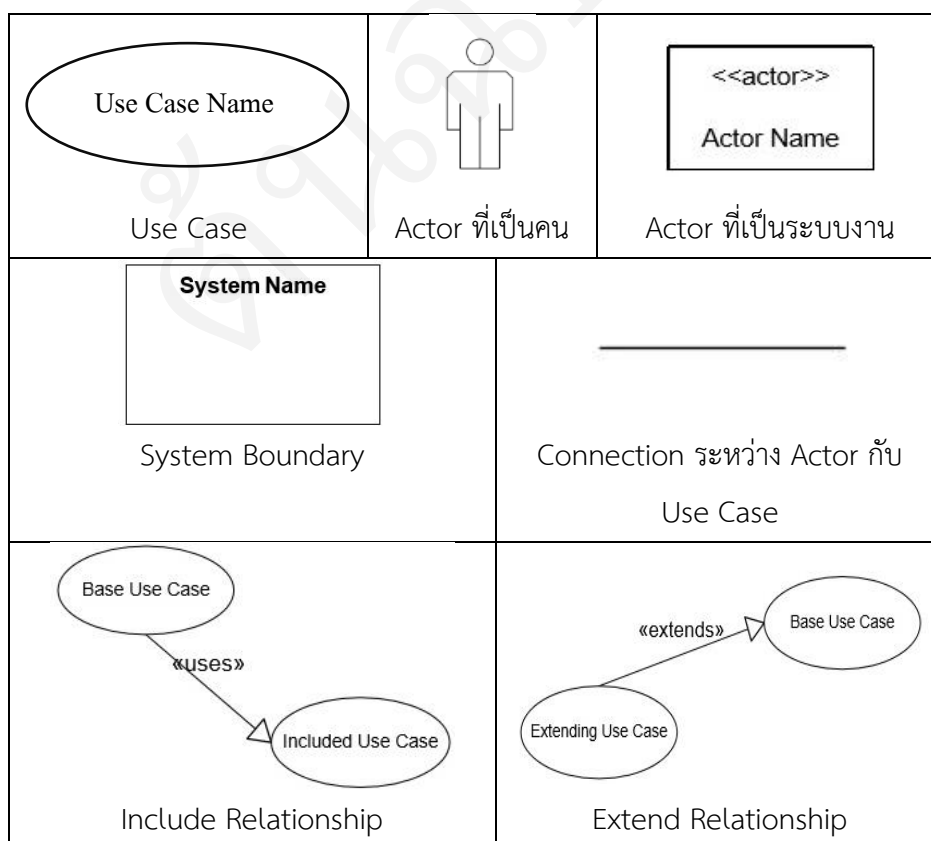 Use Case Name
<<actor>>
Actor Name
Use Case
Actor ที่เป็นคน
Actor ที่เป็นระบบงาน
System Name
System Boundary
Connection ระหว่าง Actor กับ
Use Case
Base Use Case
«uses»
Included Use Case
Include Relationship
Base Use Case
«extends»
Extending Use Case
Extend Relationship